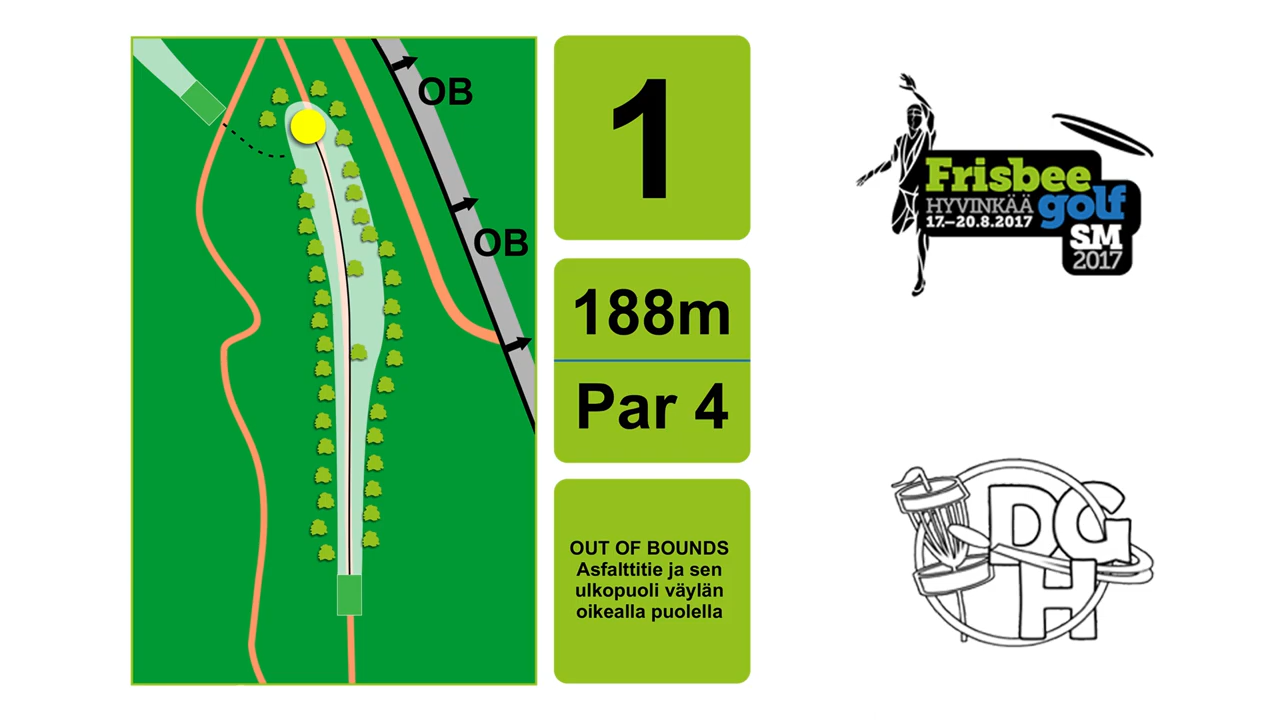 OB
OB
1
188m
Par 4
OUT OF BOUNDS
Asfalttitie ja sen
ulkopuoli väylän
oikealla puolella
Frisbee
HYVINKÄÄ golf
17.–20.8.2017
SM
2017
DG
H